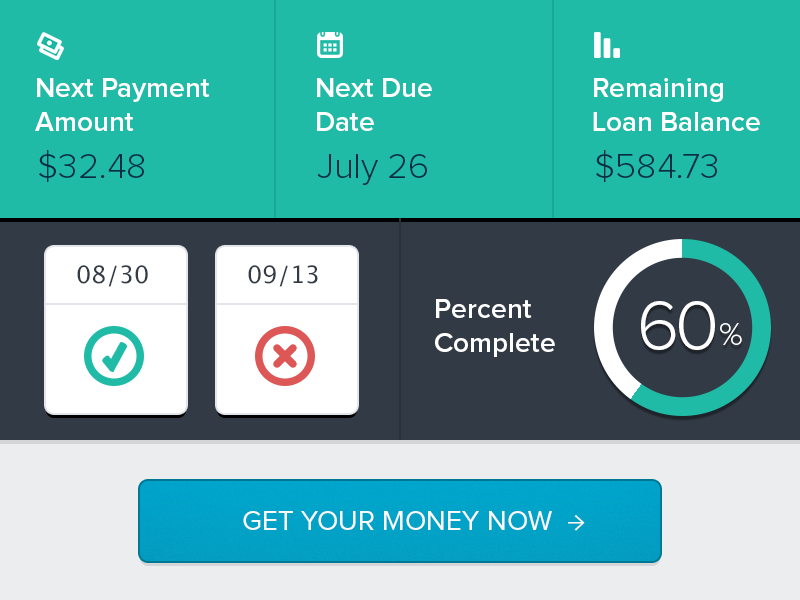 Next Payment
Amount
$32.48
Next Due
Date
July 26
Remaining
Loan Balance
$584.73
08/30
09/13
Percent
Complete
60%
GET YOUR MONEY NOW →